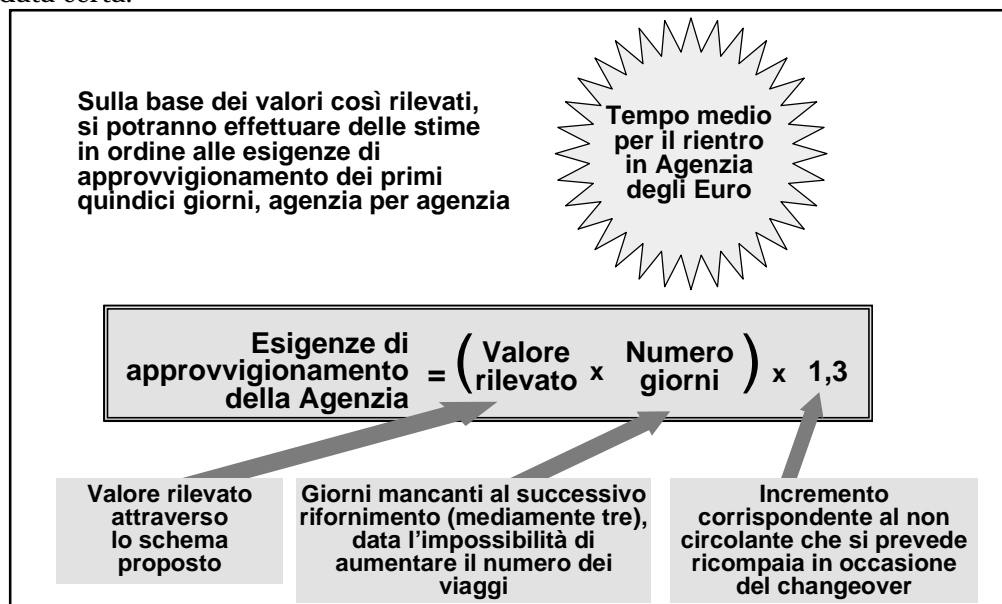 data certa.
Sulla base dei valori così rilevati,
si potranno effettuare delle stime
in ordine alle esigenze di
approvvigionamento dei primi
quindici giorni, agenzia per agenzia
Tempo medio
per il rientro
in Agenzia
degli Euro
Esigenze di
approvvigionamento
della Agenzia
= (Valore rilevato x Numero giorni) x 1,3
Valore rilevato
attraverso
lo schema
proposto
Giorni mancanti al successivo
rifornimento (mediamente tre),
data l’impossibilità di
aumentare il numero dei
viaggi
Incremento
corrispondente al non
circolante che si prevede
ricompaia in occasione
del changeover